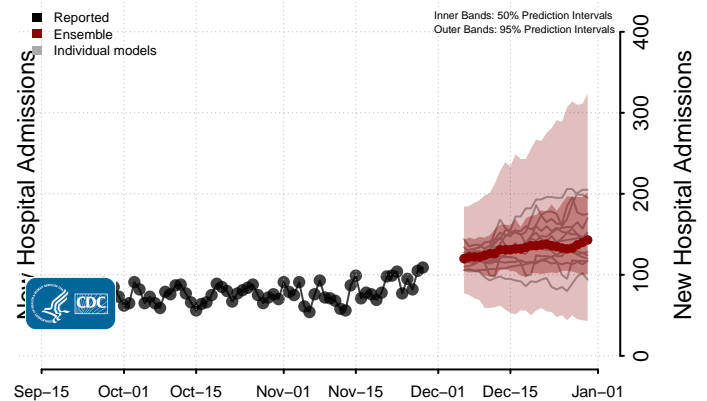 Reported
Ensemble
Individual models
Inner Bands: 50% Prediction Intervals
Outer Bands: 95% Prediction Intervals
New Hospital Admissions
CDC
0
100
200
300
400
New Hospital Admissions
Sep–15
Oct–01
Oct–15
Nov–01
Nov–15
Dec–01
Dec–15
Jan–01